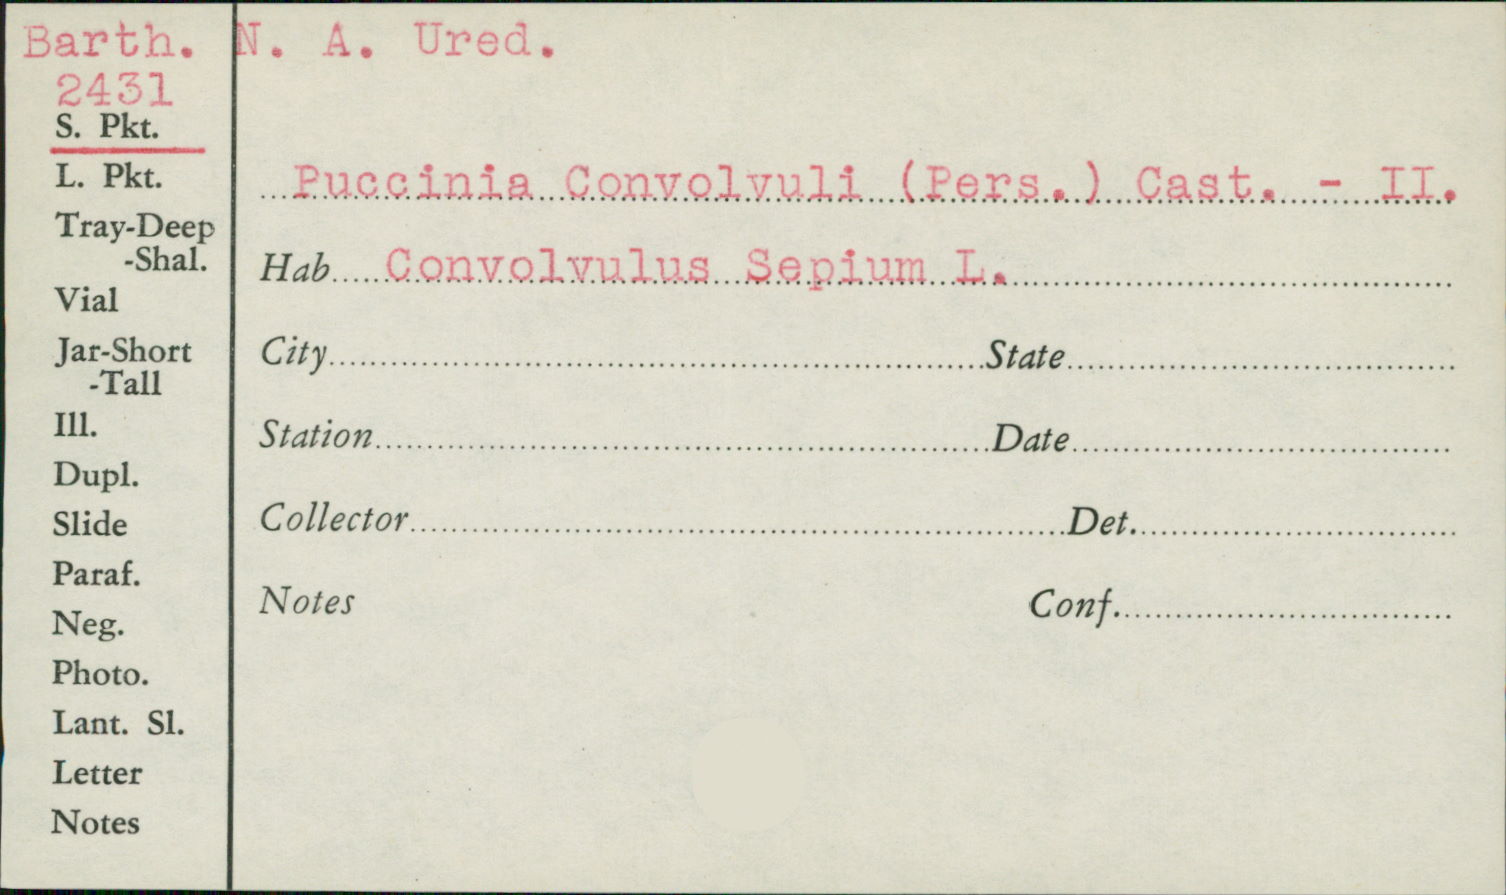 Barth. N. A. Ured.
2431
S. Pkt.
L. Pkt.
Tray-Deep
-Shal.
Vial
Jar-Short
-Tall
Ill.
Dupl.
Slide
Paraf.
Neg.
Photo.
Lant. Sl.
Letter
Notes
Puccinia Convolvuli (Pers.) Cast. - II.
Hab. Convolvulus Sepium L.
City State
Station Date
Collector Det.
Notes Conf.